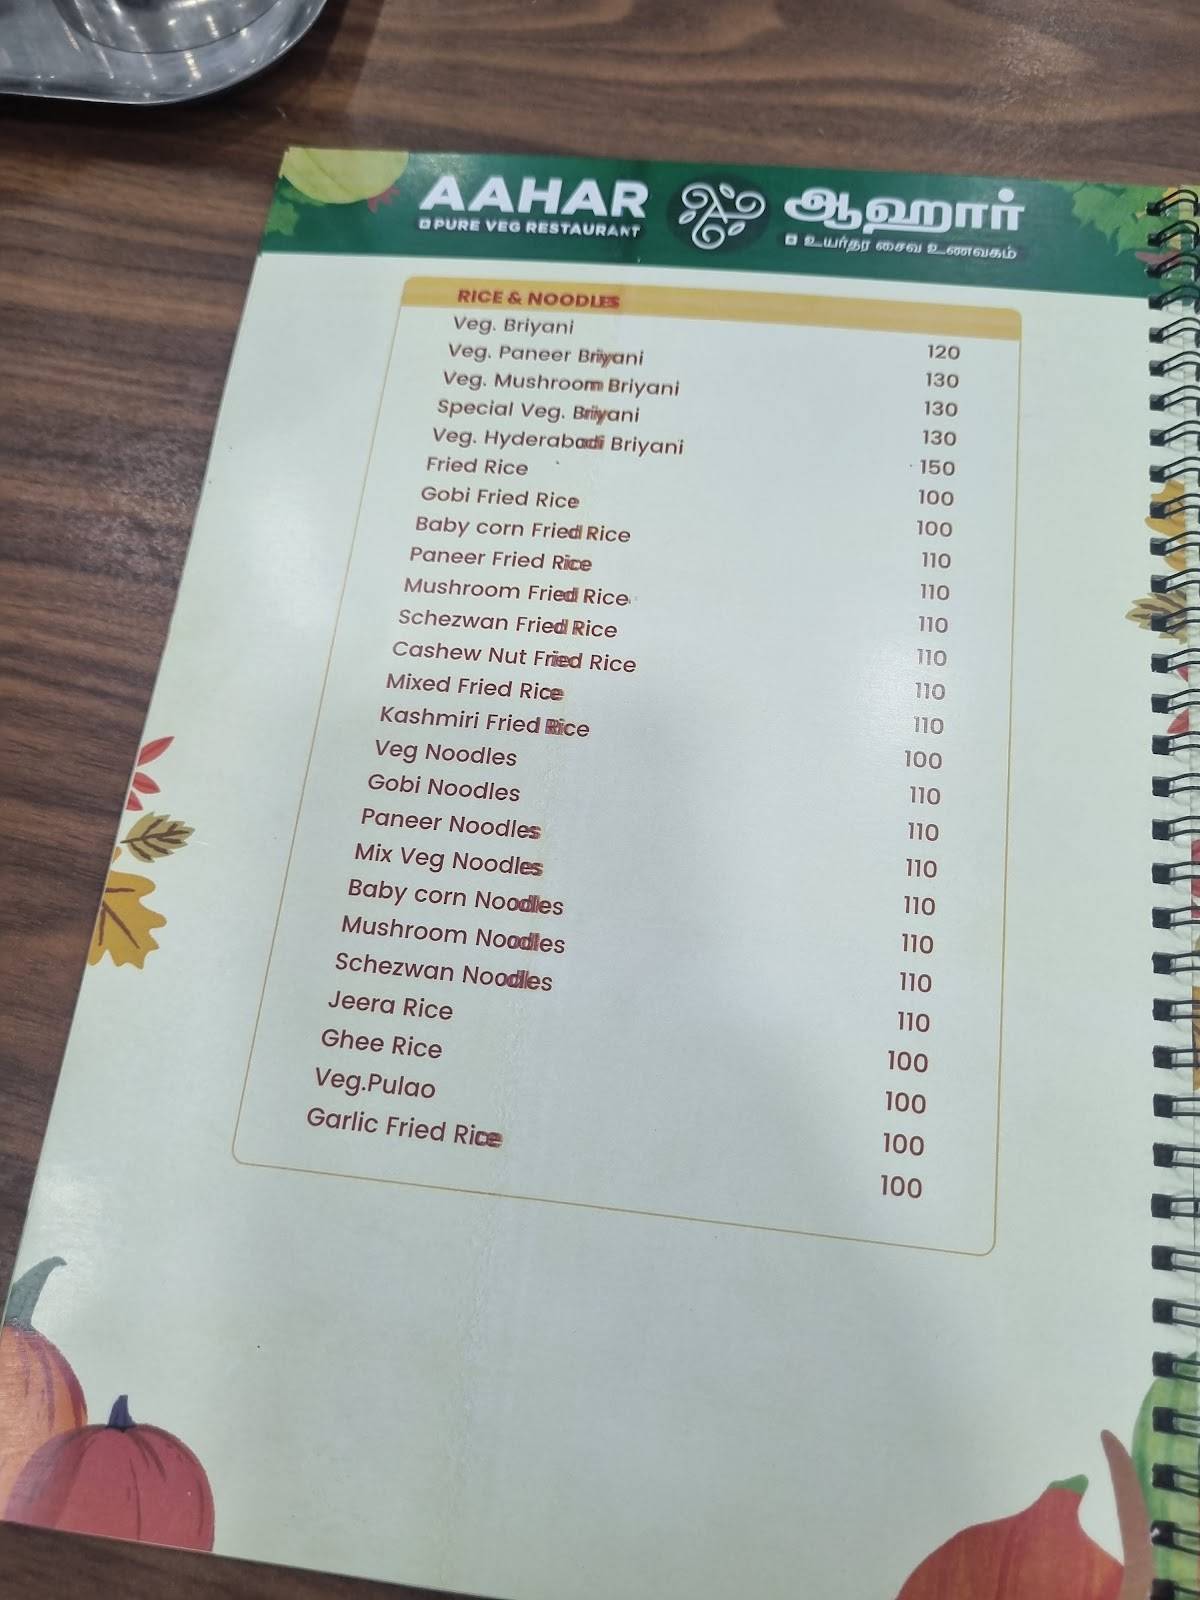 AAHAR
PURE VEG RESTAURANT
ஆஹார்
உயர்தர சைவ உணவகம்
RICE & NOODLES
Veg. Briyani 120
Veg. Paneer Briyani 130
Veg. Mushroom Briyani 130
Special Veg. Briyani 130
Veg. Hyderabadi Briyani 150
Fried Rice 100
Gobi Fried Rice 100
Baby corn Fried Rice 110
Paneer Fried Rice 110
Mushroom Fried Rice 110
Schezwan Fried Rice 110
Cashew Nut Fried Rice 110
Mixed Fried Rice 110
Kashmiri Fried Rice 100
Veg Noodles 110
Gobi Noodles 110
Paneer Noodles 110
Mix Veg Noodles 110
Baby corn Noodles 110
Mushroom Noodles 110
Schezwan Noodles 110
Jeera Rice 100
Ghee Rice 100
Veg.Pulao 100
Garlic Fried Rice 100